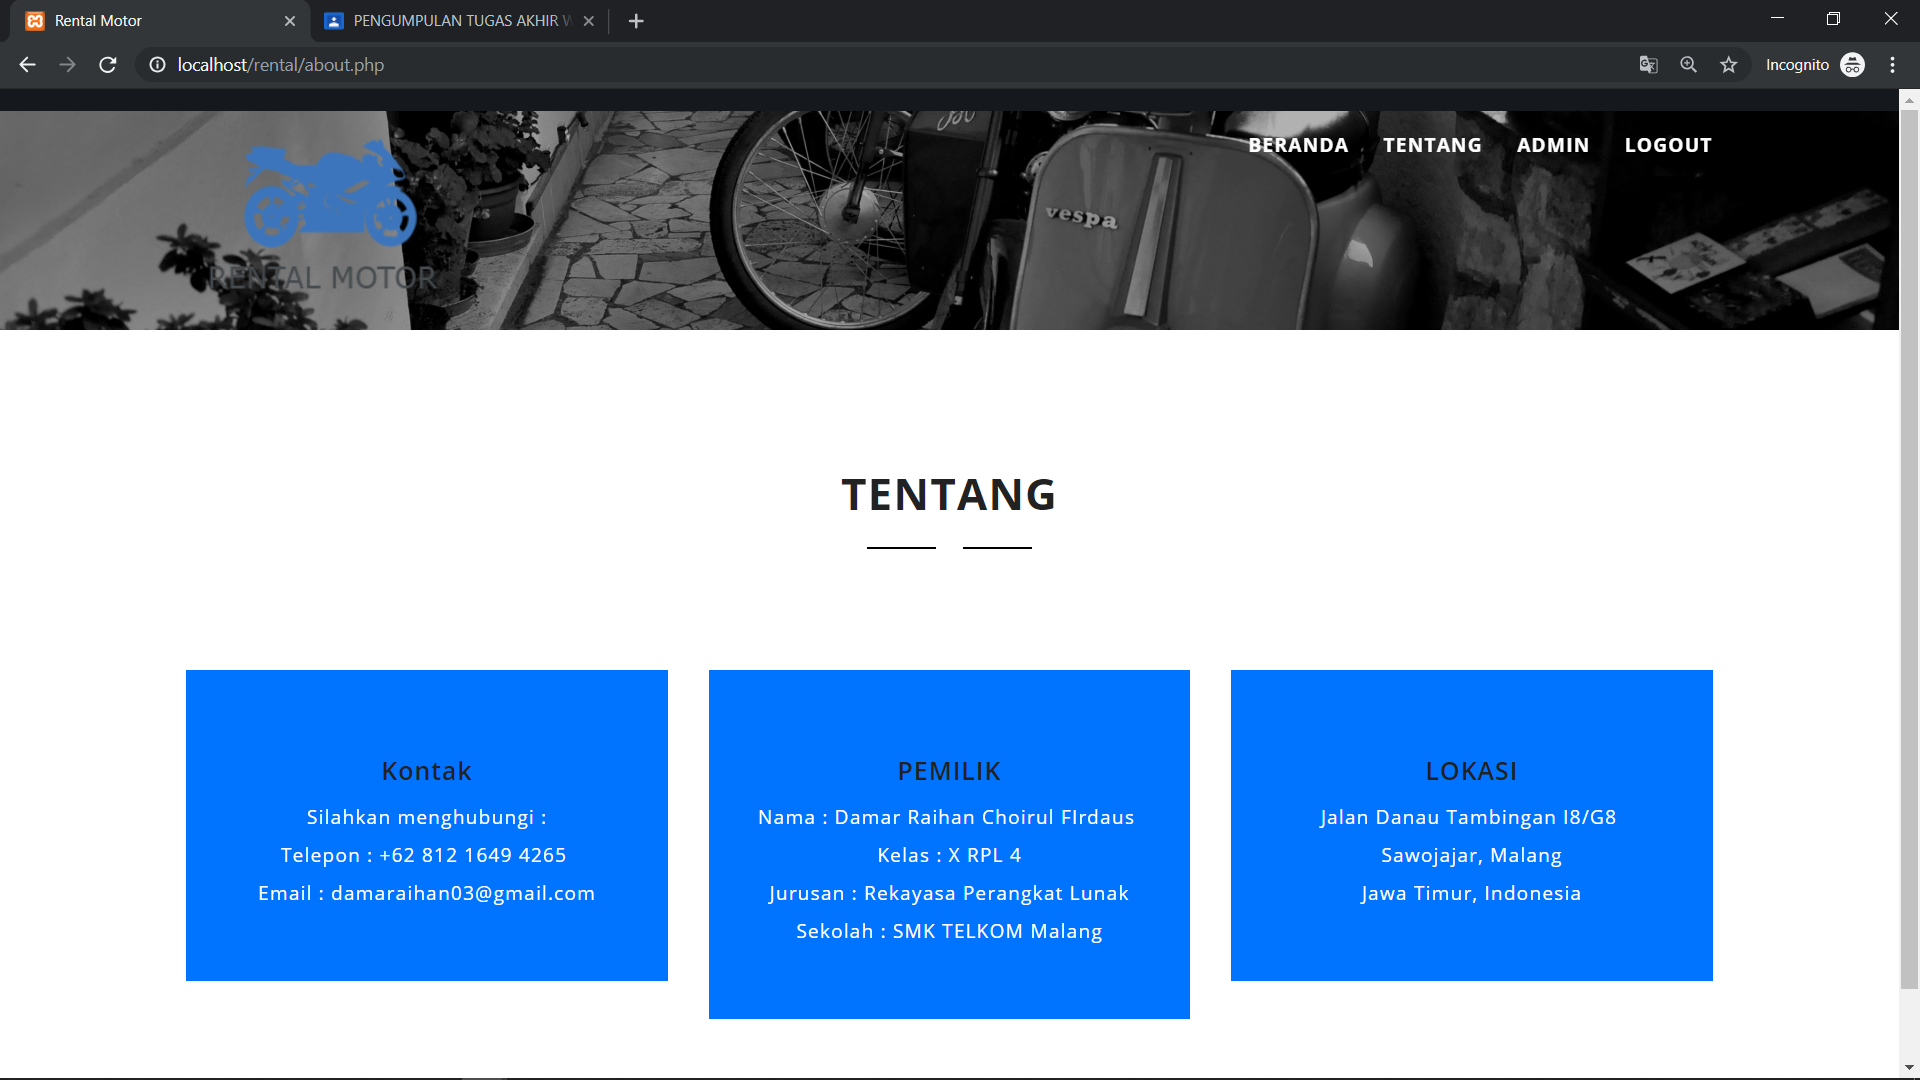 Rental Motor
PENGUMPULAN TUGAS AKHIR W
localhost/rental/about.php
Incognito
BERANDA TENTANG ADMIN LOGOUT
vespa
RENTAL MOTOR
TENTANG
Kontak
Silahkan menghubungi :
Telepon : +62 812 1649 4265
Email : damaraihan03@gmail.com
PEMILIK
Nama : Damar Raihan Choirul FIrdaus
Kelas : X RPL 4
Jurusan : Rekayasa Perangkat Lunak
Sekolah : SMK TELKOM Malang
LOKASI
Jalan Danau Tambingan I8/G8
Sawojajar, Malang
Jawa Timur, Indonesia